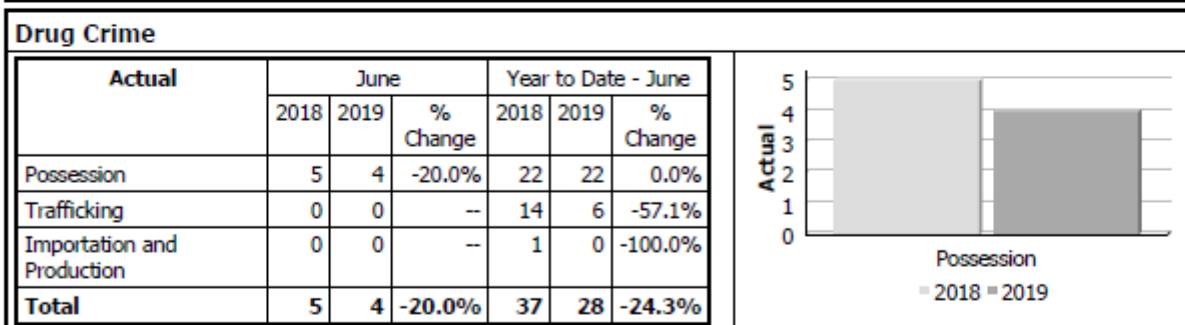 Drug Crime
Actual June Year to Date - June
2018 2019 % Change 2018 2019 % Change
Possession 5 4 -20.0% 22 22 0.0%
Trafficking 0 0 -- 14 6 -57.1%
Importation and Production 0 0 -- 1 0 -100.0%
Total 5 4 -20.0% 37 28 -24.3%
Actual
5
4
3
2
1
0
Possession
2018 2019